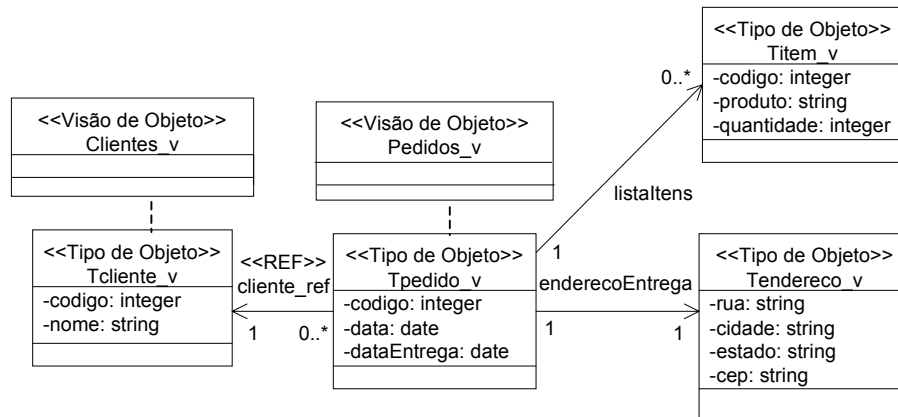 <<Tipo de Objeto>>
Titem_v
-codigo: integer
-produto: string
-quantidade: integer
0..*
listaItens
1
<<Visão de Objeto>>
Clientes_v
<<Visão de Objeto>>
Pedidos_v
<<Tipo de Objeto>>
Tcliente_v
-codigo: integer
-nome: string
<<REF>>
cliente_ref
1
0..*
<<Tipo de Objeto>>
Tpedido_v
-codigo: integer
-data: date
-dataEntrega: date
enderecoEntrega
1
1
<<Tipo de Objeto>>
Tendereco_v
-rua: string
-cidade: string
-estado: string
-cep: string